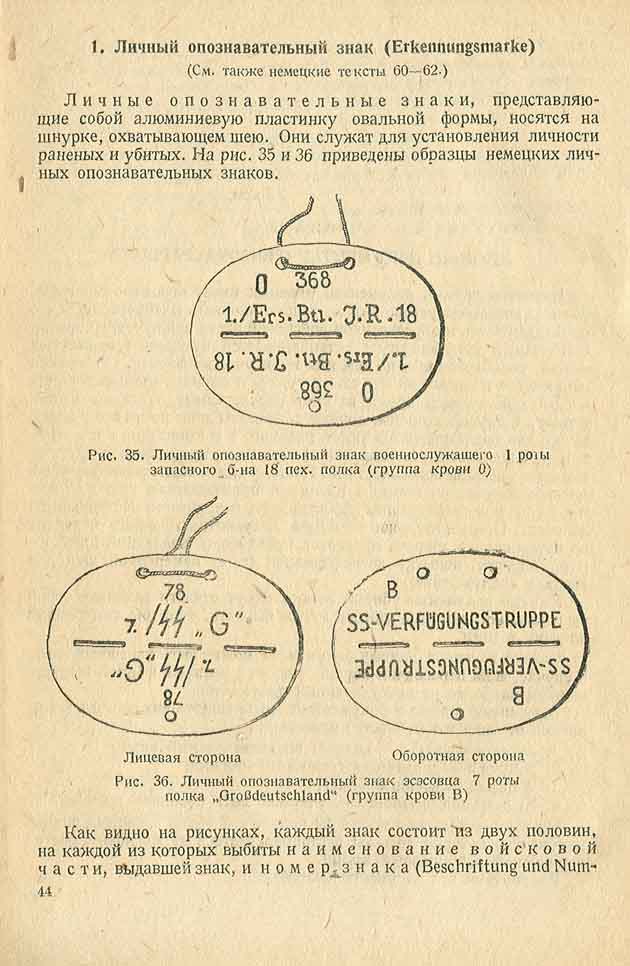 1. Личный опознавательный знак (Erkennungsmarke)
(См. также немецкие тексты 60—62.)
Личные опознавательные знаки, представляю-
щие собой алюминиевую пластинку овальной формы, носятся на
шнурке, охватывающем шею. Они служат для установления личности
раненых и убитых. На рис. 35 и 36 приведены образцы немецких лич-
ных опознавательных знаков.
O 368
1./Ers. Btl. J.R.18
1./Ers. Btl. J.R.18
368 O
Рис. 35. Личный опознавательный знак военнослужащего 1 роты
запасного б-на 18 пех. полка (группа крови 0)
78
7./SS „G"
7./SS „G"
78
B
SS-VERFÜGUNGSTRUPPE
SS-VERFÜGUNGSTRUPPE
B
Лицевая сторона
Оборотная сторона
Рис. 36. Личный опознавательный знак эсэсовца 7 роты
полка „Großdeutschland" (группа крови B)
Как видно на рисунках, каждый знак состоит из двух половин,
на каждой из которых выбиты наименование войсковой
части, выдавшей знак, и номер знака (Beschriftung und Num-
44